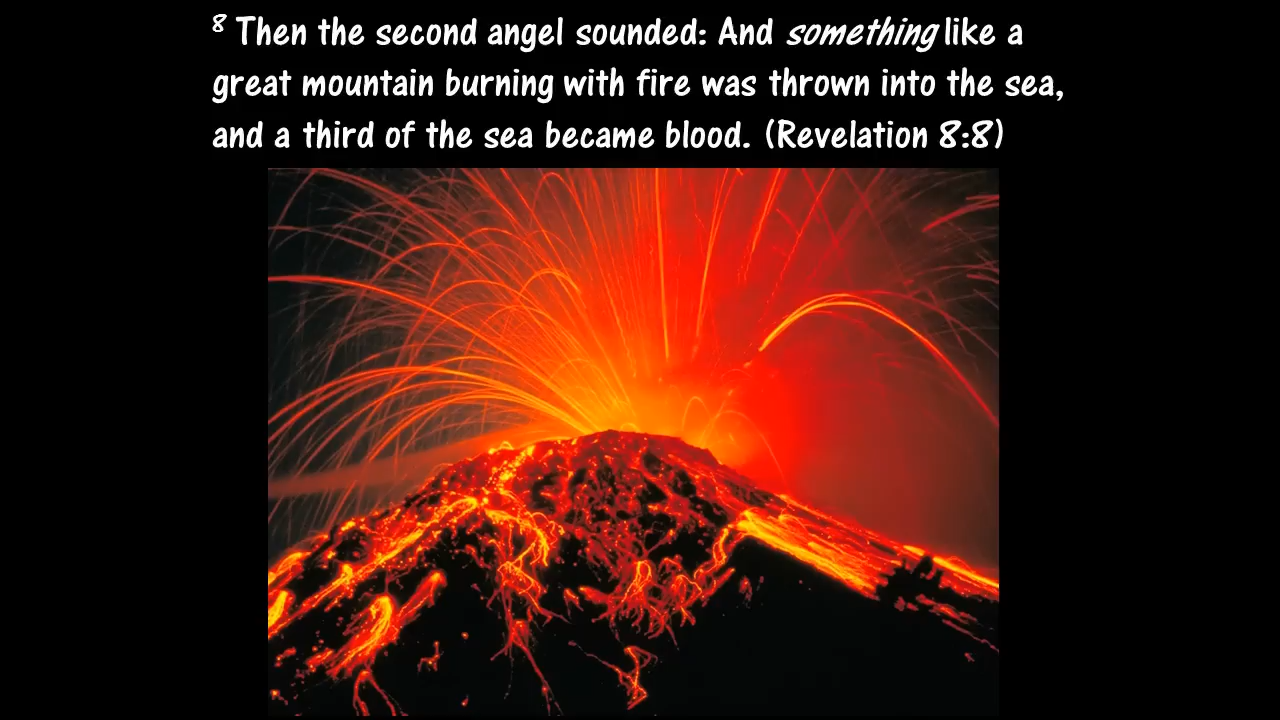 8 Then the second angel sounded: And something like a
great mountain burning with fire was thrown into the sea,
and a third of the sea became blood. (Revelation 8:8)